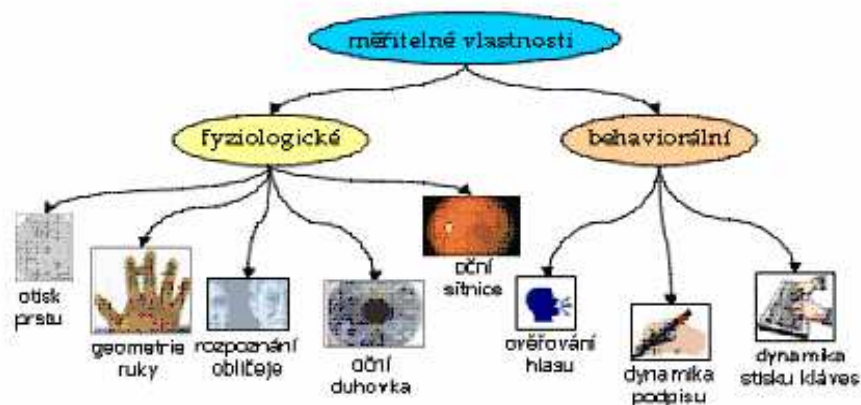 měřitelné vlastnosti
fyziologické
behaviorální
otisk
prstu
geometrie
ruky
rozpoznání
obličeje
oční
duhovka
oční
sítnice
ověřování
hlasu
dynamika
podpisu
dynamika
stisku kláves